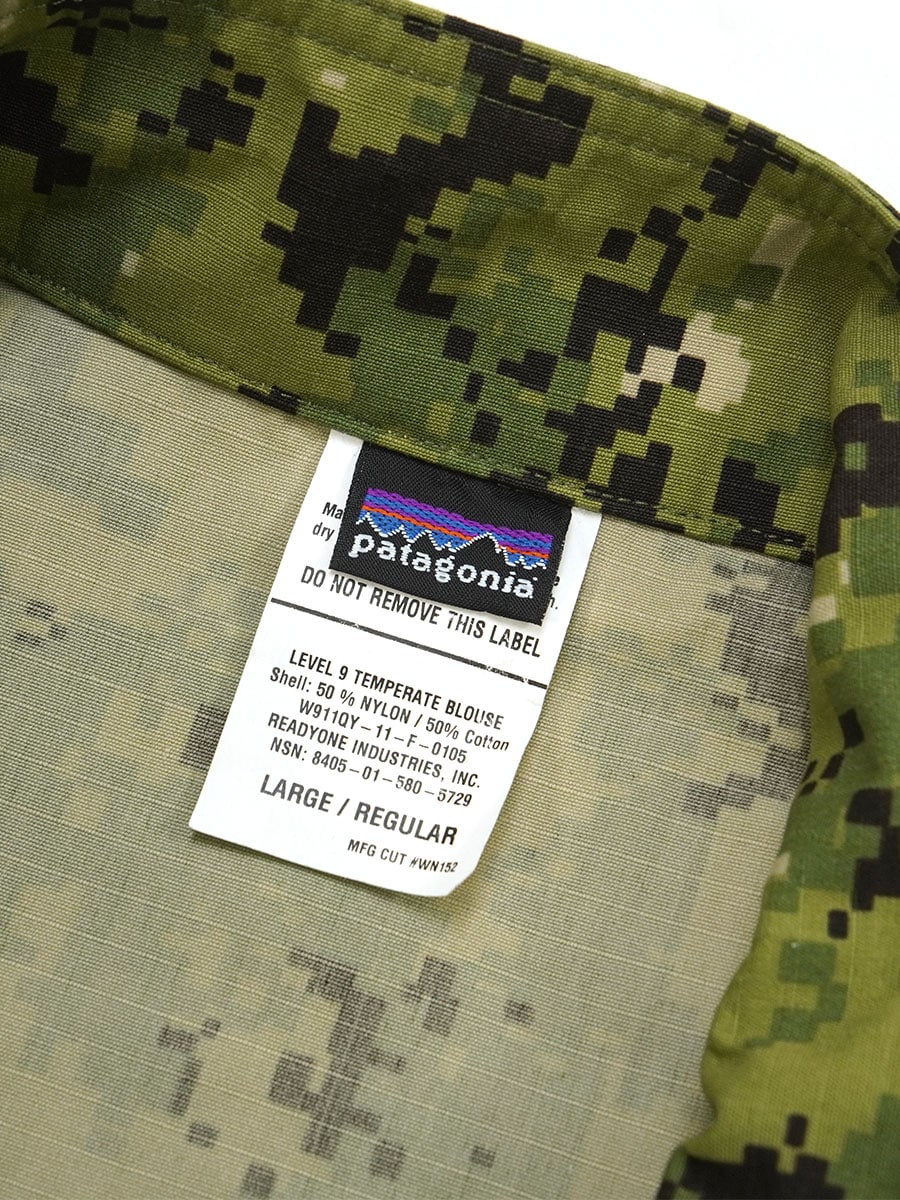 patagonia
DO NOT REMOVE THIS LABEL
LEVEL 9 TEMPERATE BLOUSE
Shell: 50 % NYLON / 50% Cotton
W911QY-11-F-0105
READYONE INDUSTRIES, INC.
NSN: 8405-01-580-5729
LARGE / REGULAR
MFG CUT #WN152